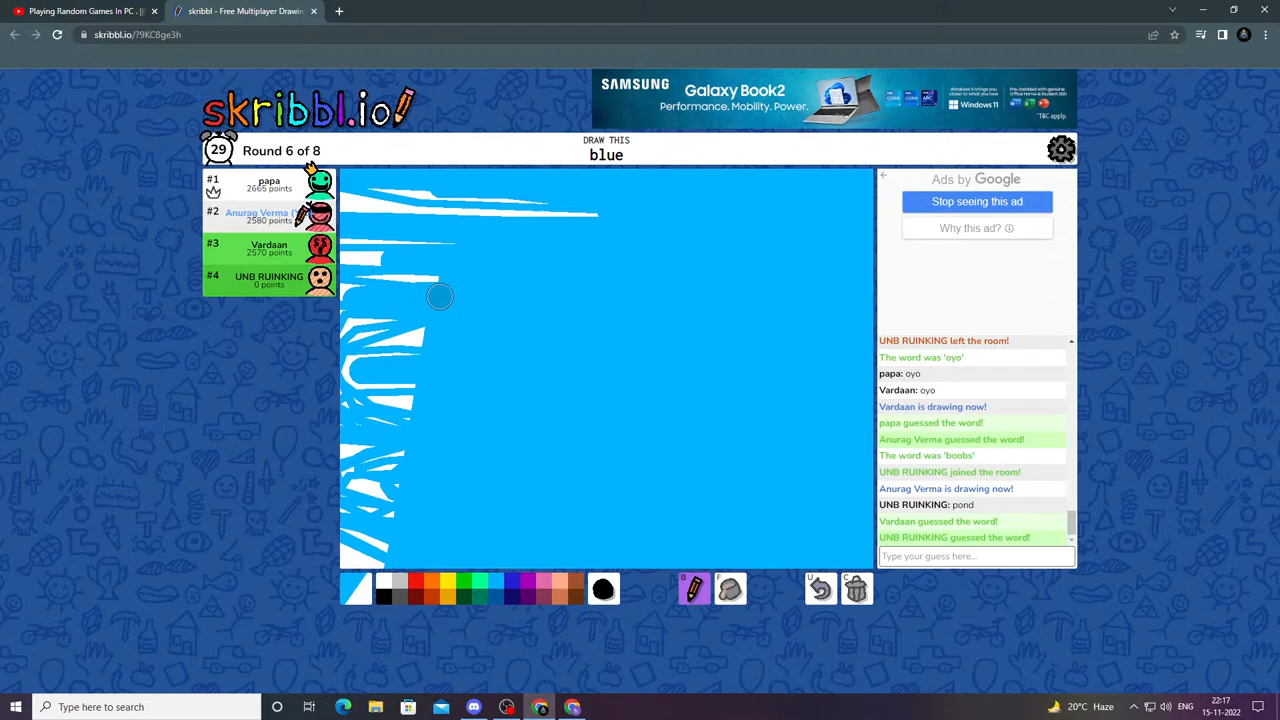 Playing Random Games In PC . [
skribbl - Free Multiplayer Drawin
skribbl.io/?9KC8ge3h
skribbl.io
SAMSUNG
Galaxy Book2
Performance. Mobility. Power.
Windows 11
*T&C apply.
29
Round 6 of 8
DRAW THIS
blue
#1
papa
2665 points
#2
Anurag Verma
2580 points
#3
Vardaan
2570 points
#4
UNB RUINKING
0 points
Ads by Google
Stop seeing this ad
Why this ad?
UNB RUINKING left the room!
The word was 'oyo'
papa: oyo
Vardaan: oyo
Vardaan is drawing now!
papa guessed the word!
Anurag Verma guessed the word!
The word was 'boobs'
UNB RUINKING joined the room!
Anurag Verma is drawing now!
UNB RUINKING: pond
Vardaan guessed the word!
UNB RUINKING guessed the word!
Type your guess here...
B
F
U
C
Type here to search
20°C Haze
ENG
22:17
15-11-2022